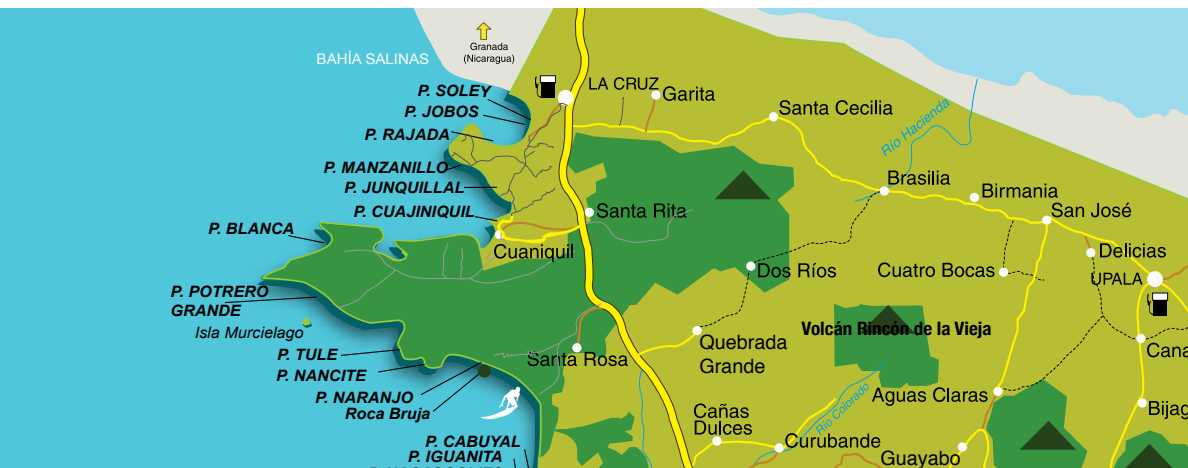 Granada
(Nicaragua)
BAHÍA SALINAS
P. SOLEY
LA CRUZ
Garita
P. JOBOS
Santa Cecilia
P. RAJADA
Río Hacienda
P. MANZANILLO
P. JUNQUILLAL
Brasilia
Birmania
P. CUAJINIQUIL
Santa Rita
San José
P. BLANCA
Cuaniquil
Delicias
Dos Ríos
Cuatro Bocas
UPALA
P. POTRERO
GRANDE
Isla Murcielago
Volcán Rincón de la Vieja
Quebrada
Grande
P. TULE
Santa Rosa
Cana
P. NANCITE
P. NARANJO
Roca Bruja
Aguas Claras
Río Colorado
Cañas
Dulces
Bijag
P. CABUYAL
Curubande
P. IGUANITA
Guayabo